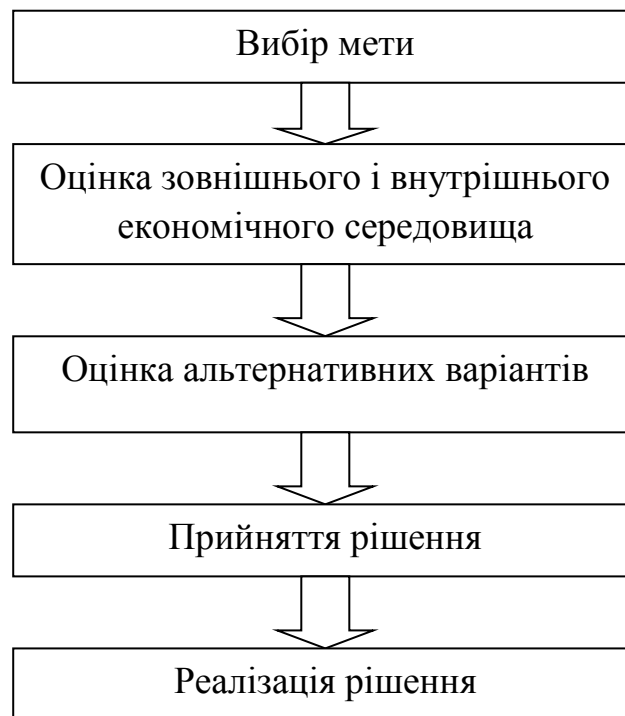 Вибір мети
Оцінка зовнішнього і внутрішнього
економічного середовища
Оцінка альтернативних варіантів
Прийняття рішення
Реалізація рішення